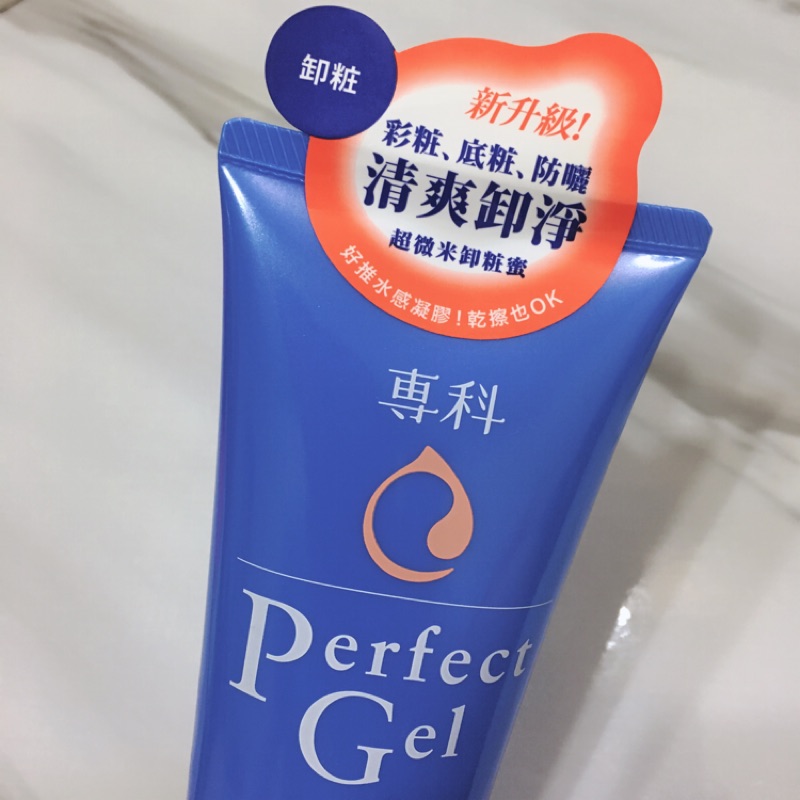 卸粧
新升級!
彩粧、底粧、防曬
清爽卸淨
超微米卸粧蜜
好推水感凝膠!乾擦也OK
専科
Perfect
Gel